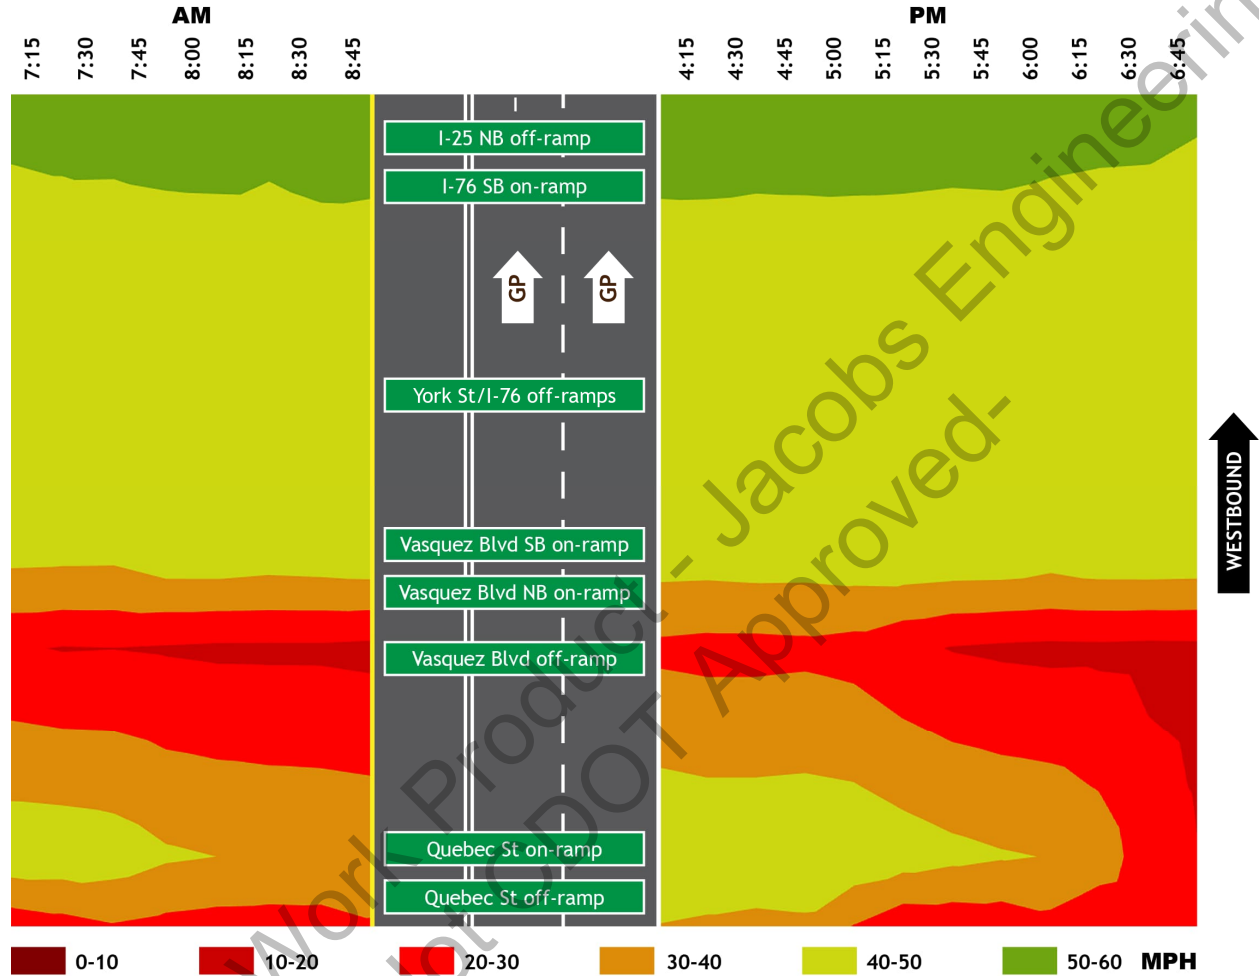 AM
PM
7:15 7:30 7:45 8:00 8:15 8:30 8:45
4:15 4:30 4:45 5:00 5:15 5:30 5:45 6:00 6:15 6:30 6:45
I-25 NB off-ramp
I-76 SB on-ramp
GP GP
York St/I-76 off-ramps
Vasquez Blvd SB on-ramp
Vasquez Blvd NB on-ramp
Vasquez Blvd off-ramp
Quebec St on-ramp
Quebec St off-ramp
WESTBOUND
0-10 10-20 20-30 30-40 40-50 50-60 MPH
Work Product - Jacobs Engineerin
ot CDOT Approved-